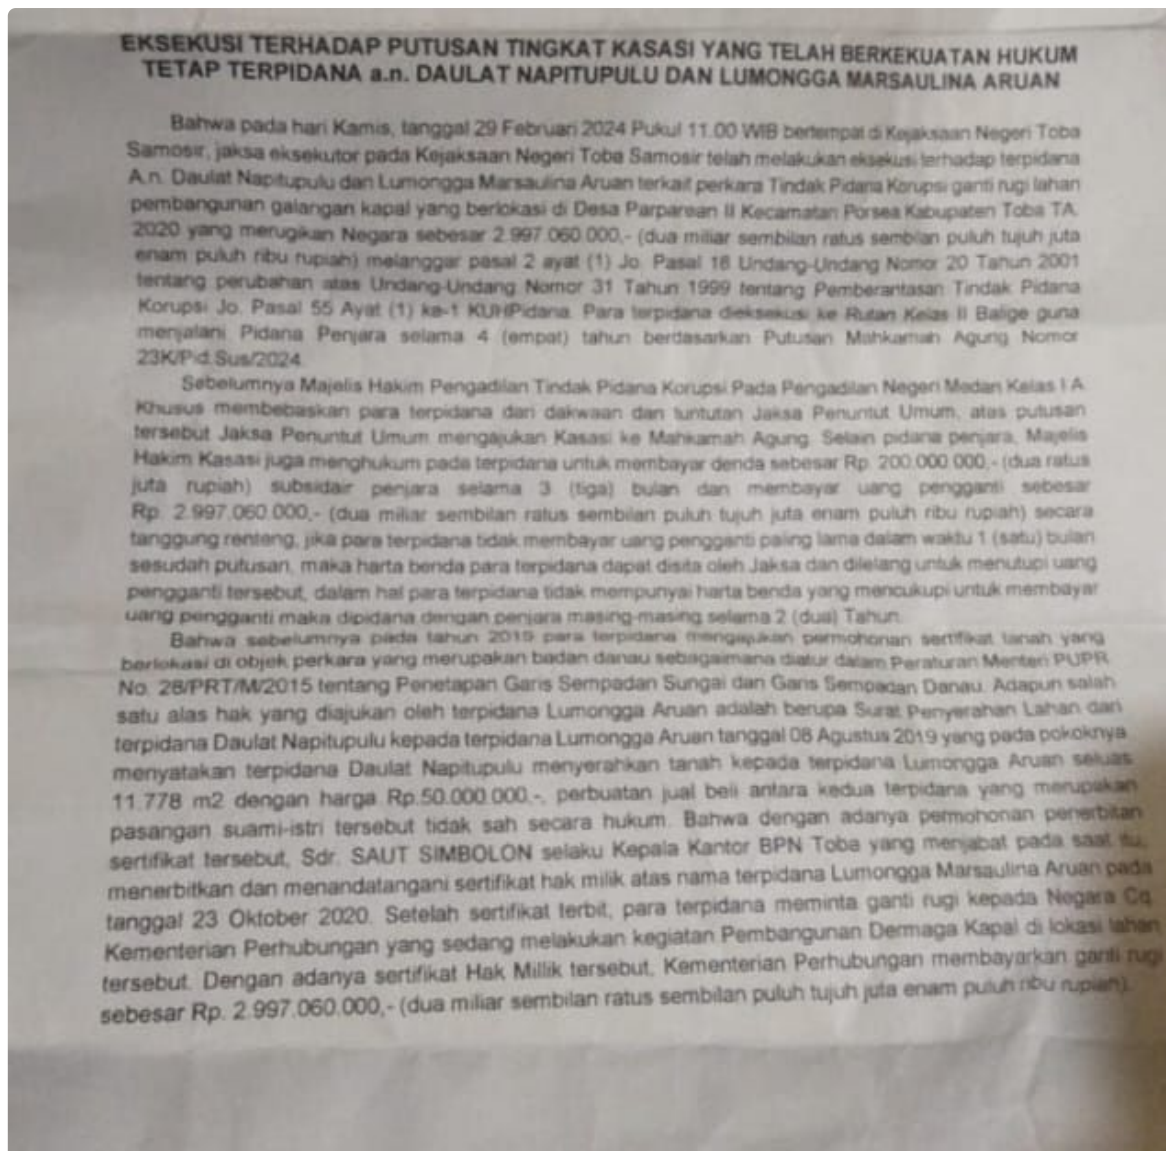 EKSEKUSI TERHADAP PUTUSAN TINGKAT KASASI YANG TELAH BERKEKUATAN HUKUM
TETAP TERPIDANA a.n. DAULAT NAPITUPULU DAN LUMONGGA MARSAULINA ARUAN
Bahwa pada hari Kamis, tanggal 29 Februari 2024 Pukul 11.00 WIB bertempat di Kejaksaan Negeri Toba
Samosir, jaksa eksekutor pada Kejaksaan Negeri Toba Samosir telah melakukan eksekusi terhadap terpidana
A.n. Daulat Napitupulu dan Lumongga Marsaulina Aruan terkait perkara Tindak Pidana Korupsi ganti rugi lahan
pembangunan galangan kapal yang berlokasi di Desa Parparean II Kecamatan Porsea Kabupaten Toba TA.
2020 yang merugikan Negara sebesar 2.997.060.000,- (dua miliar sembilan ratus sembilan puluh tujuh juta
enam puluh ribu rupiah) melanggar pasal 2 ayat (1) Jo. Pasal 18 Undang-Undang Nomor 20 Tahun 2001
tentang perubahan atas Undang-Undang Nomor 31 Tahun 1999 tentang Pemberantasan Tindak Pidana
Korupsi Jo. Pasal 55 Ayat (1) ke-1 KUHPidana. Para terpidana dieksekusi ke Rutan Kelas II Balige guna
menjalani Pidana Penjara selama 4 (empat) tahun berdasarkan Putusan Mahkamah Agung Nomor
23K/Pid.Sus/2024.
Sebelumnya Majelis Hakim Pengadilan Tindak Pidana Korupsi Pada Pengadilan Negeri Medan Kelas I A
Khusus membebaskan para terpidana dari dakwaan dan tuntutan Jaksa Penuntut Umum, atas putusan
tersebut Jaksa Penuntut Umum mengajukan Kasasi ke Mahkamah Agung. Selain pidana penjara, Majelis
Hakim Kasasi juga menghukum pada terpidana untuk membayar denda sebesar Rp. 200.000.000,- (dua ratus
juta rupiah) subsidair penjara selama 3 (tiga) bulan dan membayar uang pengganti sebesar
Rp. 2.997.060.000,- (dua miliar sembilan ratus sembilan puluh tujuh juta enam puluh ribu rupiah) secara
tanggung renteng, jika para terpidana tidak membayar uang pengganti paling lama dalam waktu 1 (satu) bulan
sesudah putusan, maka harta benda para terpidana dapat disita oleh Jaksa dan dilelang untuk menutupi uang
pengganti tersebut, dalam hal para terpidana tidak mempunyai harta benda yang mencukupi untuk membayar
uang pengganti maka dipidana dengan penjara masing-masing selama 2 (dua) Tahun.
Bahwa sebelumnya pada tahun 2019 para terpidana mengajukan permohonan sertifikat tanah yang
berlokasi di objek perkara yang merupakan badan danau sebagaimana diatur dalam Peraturan Menteri PUPR
No. 28/PRT/M/2015 tentang Penetapan Garis Sempadan Sungai dan Garis Sempadan Danau. Adapun salah
satu alas hak yang diajukan oleh terpidana Lumongga Aruan adalah berupa Surat Penyerahan Lahan dari
terpidana Daulat Napitupulu kepada terpidana Lumongga Aruan tanggal 08 Agustus 2019 yang pada pokoknya
menyatakan terpidana Daulat Napitupulu menyerahkan tanah kepada terpidana Lumongga Aruan seluas
11.778 m2 dengan harga Rp.50.000.000,-, perbuatan jual beli antara kedua terpidana yang merupakan
pasangan suami-istri tersebut tidak sah secara hukum. Bahwa dengan adanya permohonan penerbitan
sertifikat tersebut, Sdr. SAUT SIMBOLON selaku Kepala Kantor BPN Toba yang menjabat pada saat itu,
menerbitkan dan menandatangani sertifikat hak milik atas nama terpidana Lumongga Marsaulina Aruan pada
tanggal 23 Oktober 2020. Setelah sertifikat terbit, para terpidana meminta ganti rugi kepada Negara Cq.
Kementerian Perhubungan yang sedang melakukan kegiatan Pembangunan Dermaga Kapal di lokasi lahan
tersebut. Dengan adanya sertifikat Hak Millik tersebut, Kementerian Perhubungan membayarkan ganti rugi
sebesar Rp. 2.997.060.000,- (dua miliar sembilan ratus sembilan puluh tujuh juta enam puluh ribu rupiah).